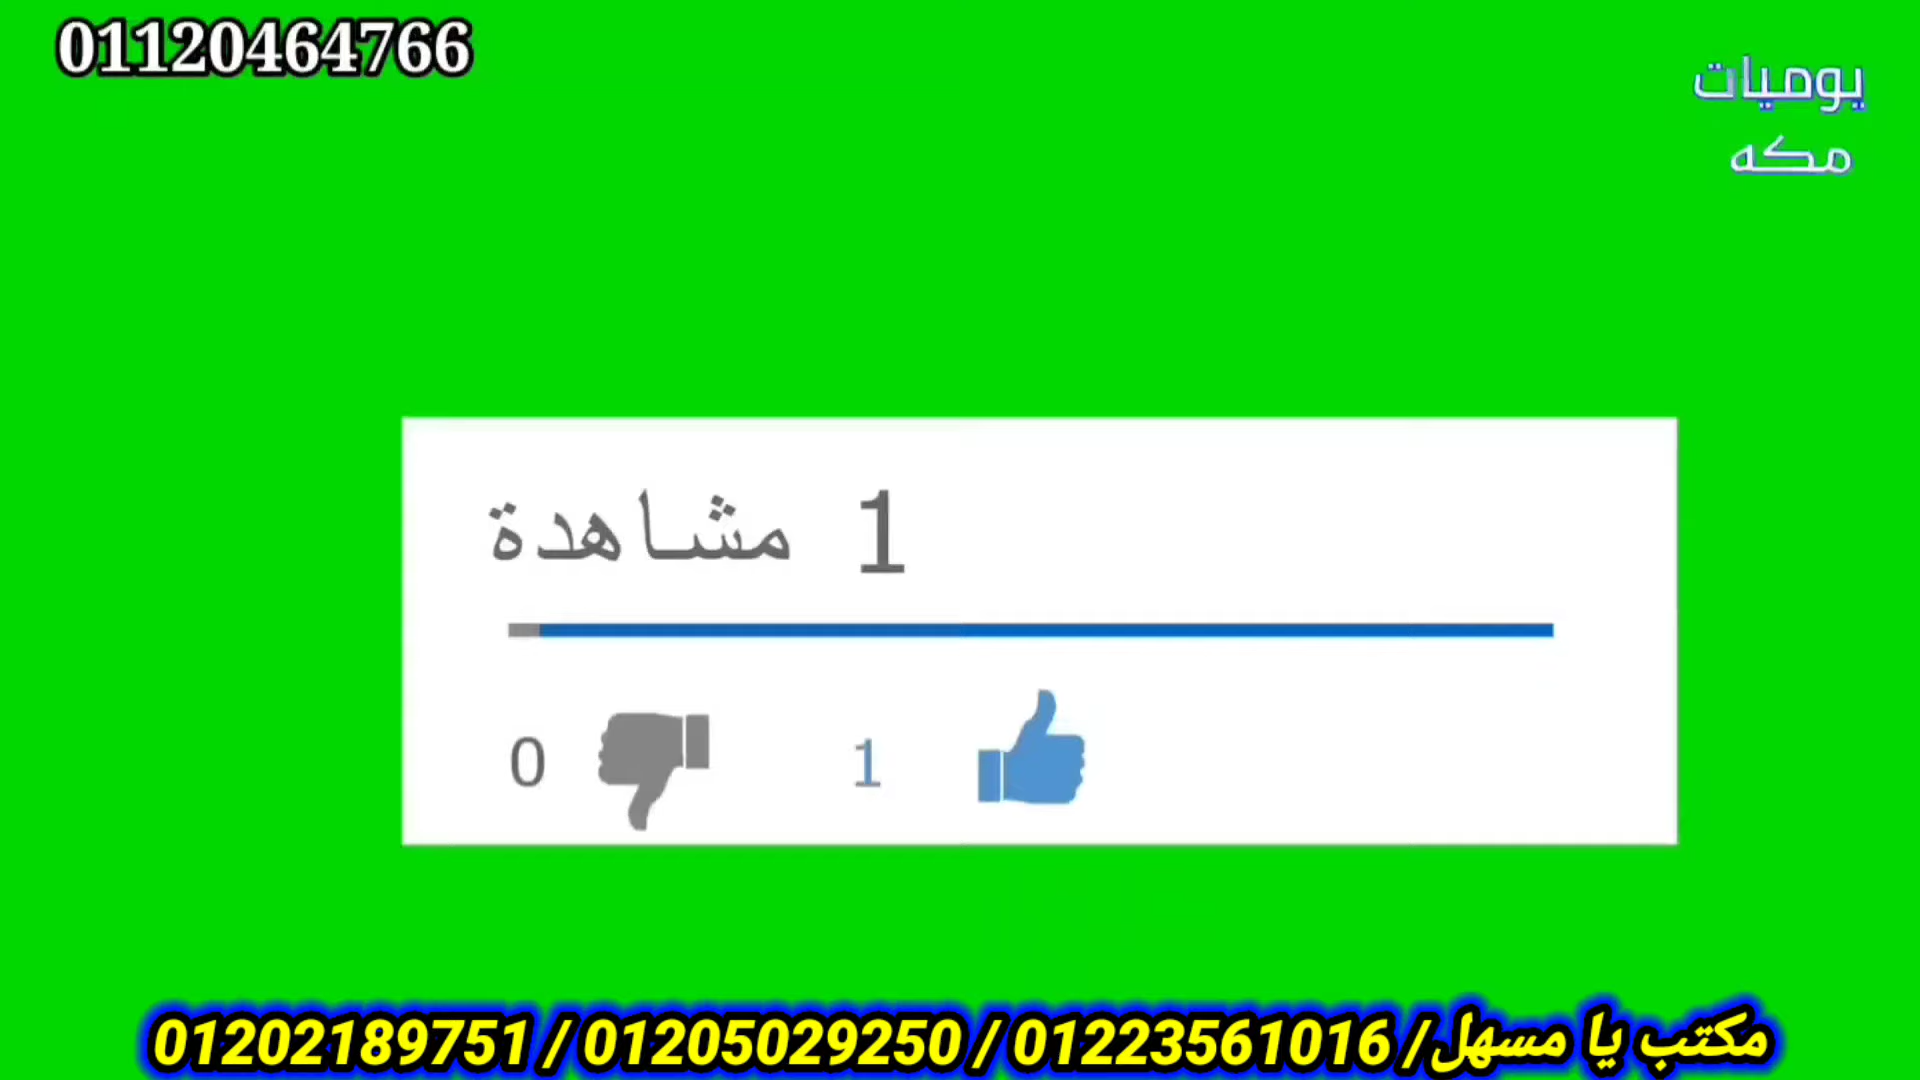 01120464766
يوميات
مكه
1 مشاهدة
0 1
مكتب يا مسهل/ 01223561016 / 01205029250 / 01202189751